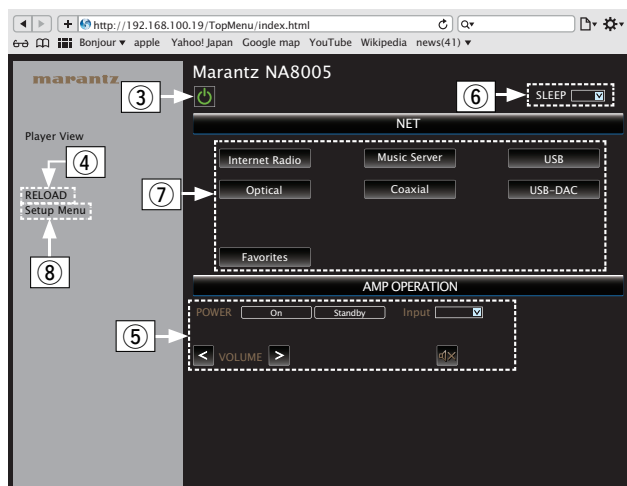 http://192.168.100.19/TopMenu/index.html
Bonjour ▼ apple Yahoo! Japan Google map YouTube Wikipedia news(41) ▼
marantz
Marantz NA8005
③
⑥
SLEEP
NET
Player View
④
Internet Radio Music Server USB
⑦
RELOAD
Optical Coaxial USB-DAC
Setup Menu
⑧
Favorites
AMP OPERATION
POWER On Standby Input
⑤
< VOLUME >